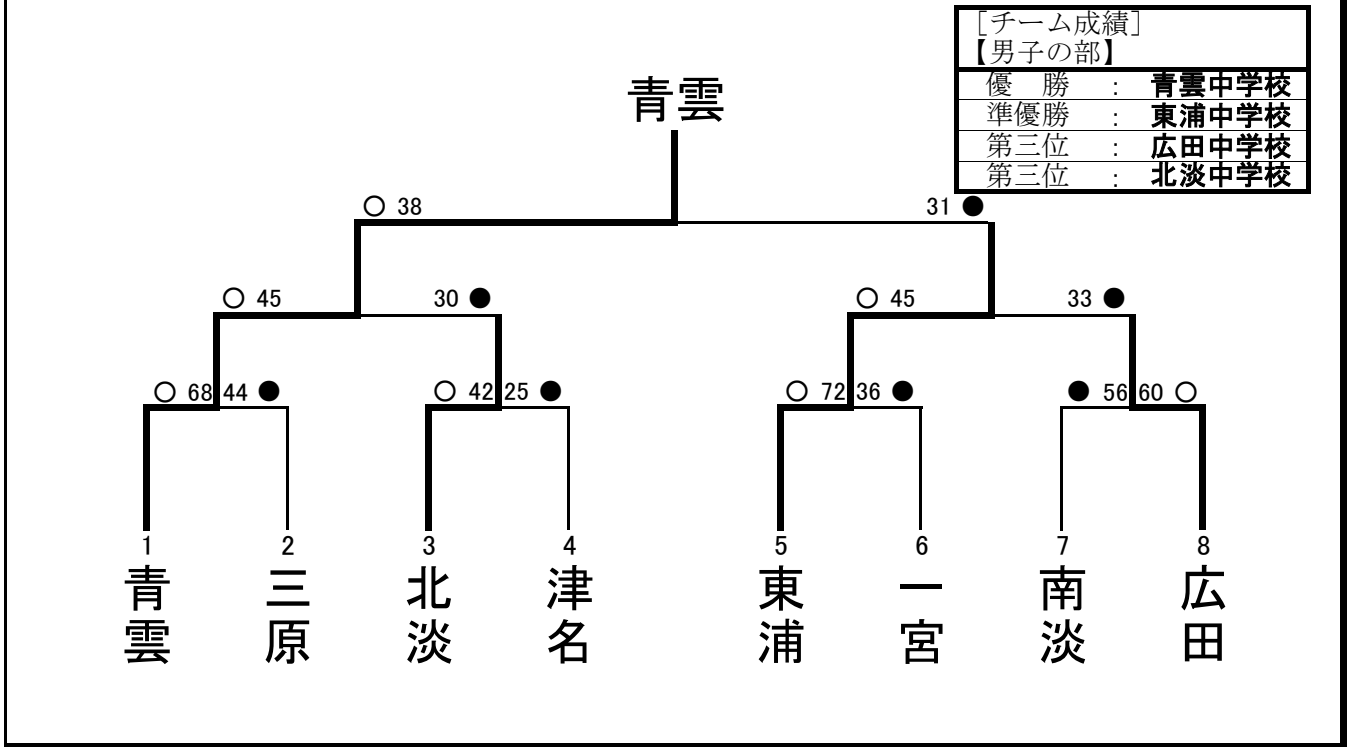 ［チーム成績］
【男子の部】
優　勝　：　青雲中学校
準優勝　：　東浦中学校
第三位　：　広田中学校
第三位　：　北淡中学校
青雲
○ 38
31 ●
○ 45
30 ●
○ 45
33 ●
○ 68 44 ●
○ 42 25 ●
○ 72 36 ●
● 56 60 ○
1 2 3 4 5 6 7 8
青雲
三原
北淡
津名
東浦
一宮
南淡
広田